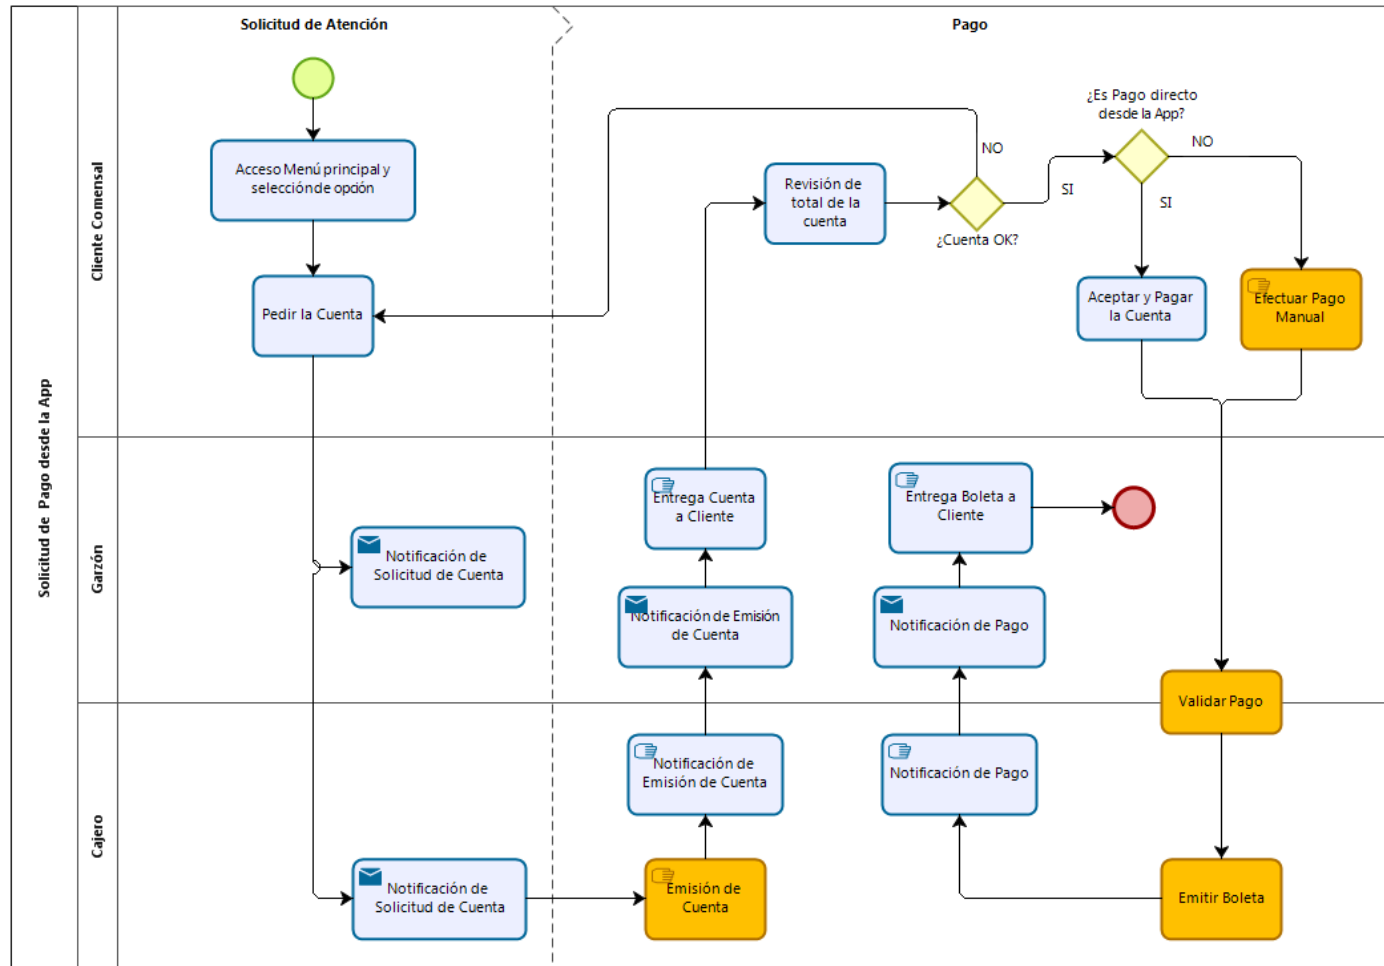 Solicitud de Atención
Pago
Solicitud de Pago desde la App
Cliente Comensal
Garzón
Cajero
Acceso Menú principal y
selección de opción
Pedir la Cuenta
Revisión de
total de la
cuenta
¿Cuenta OK?
NO
SI
¿Es Pago directo
desde la App?
NO
SI
Aceptar y Pagar
la Cuenta
Efectuar Pago
Manual
Notificación de
Solicitud de Cuenta
Entrega Cuenta
a Cliente
Notificación de Emisión
de Cuenta
Entrega Boleta a
Cliente
Notificación de Pago
Validar Pago
Notificación de
Emisión de Cuenta
Notificación de Pago
Notificación de
Solicitud de Cuenta
Emisión de
Cuenta
Emitir Boleta